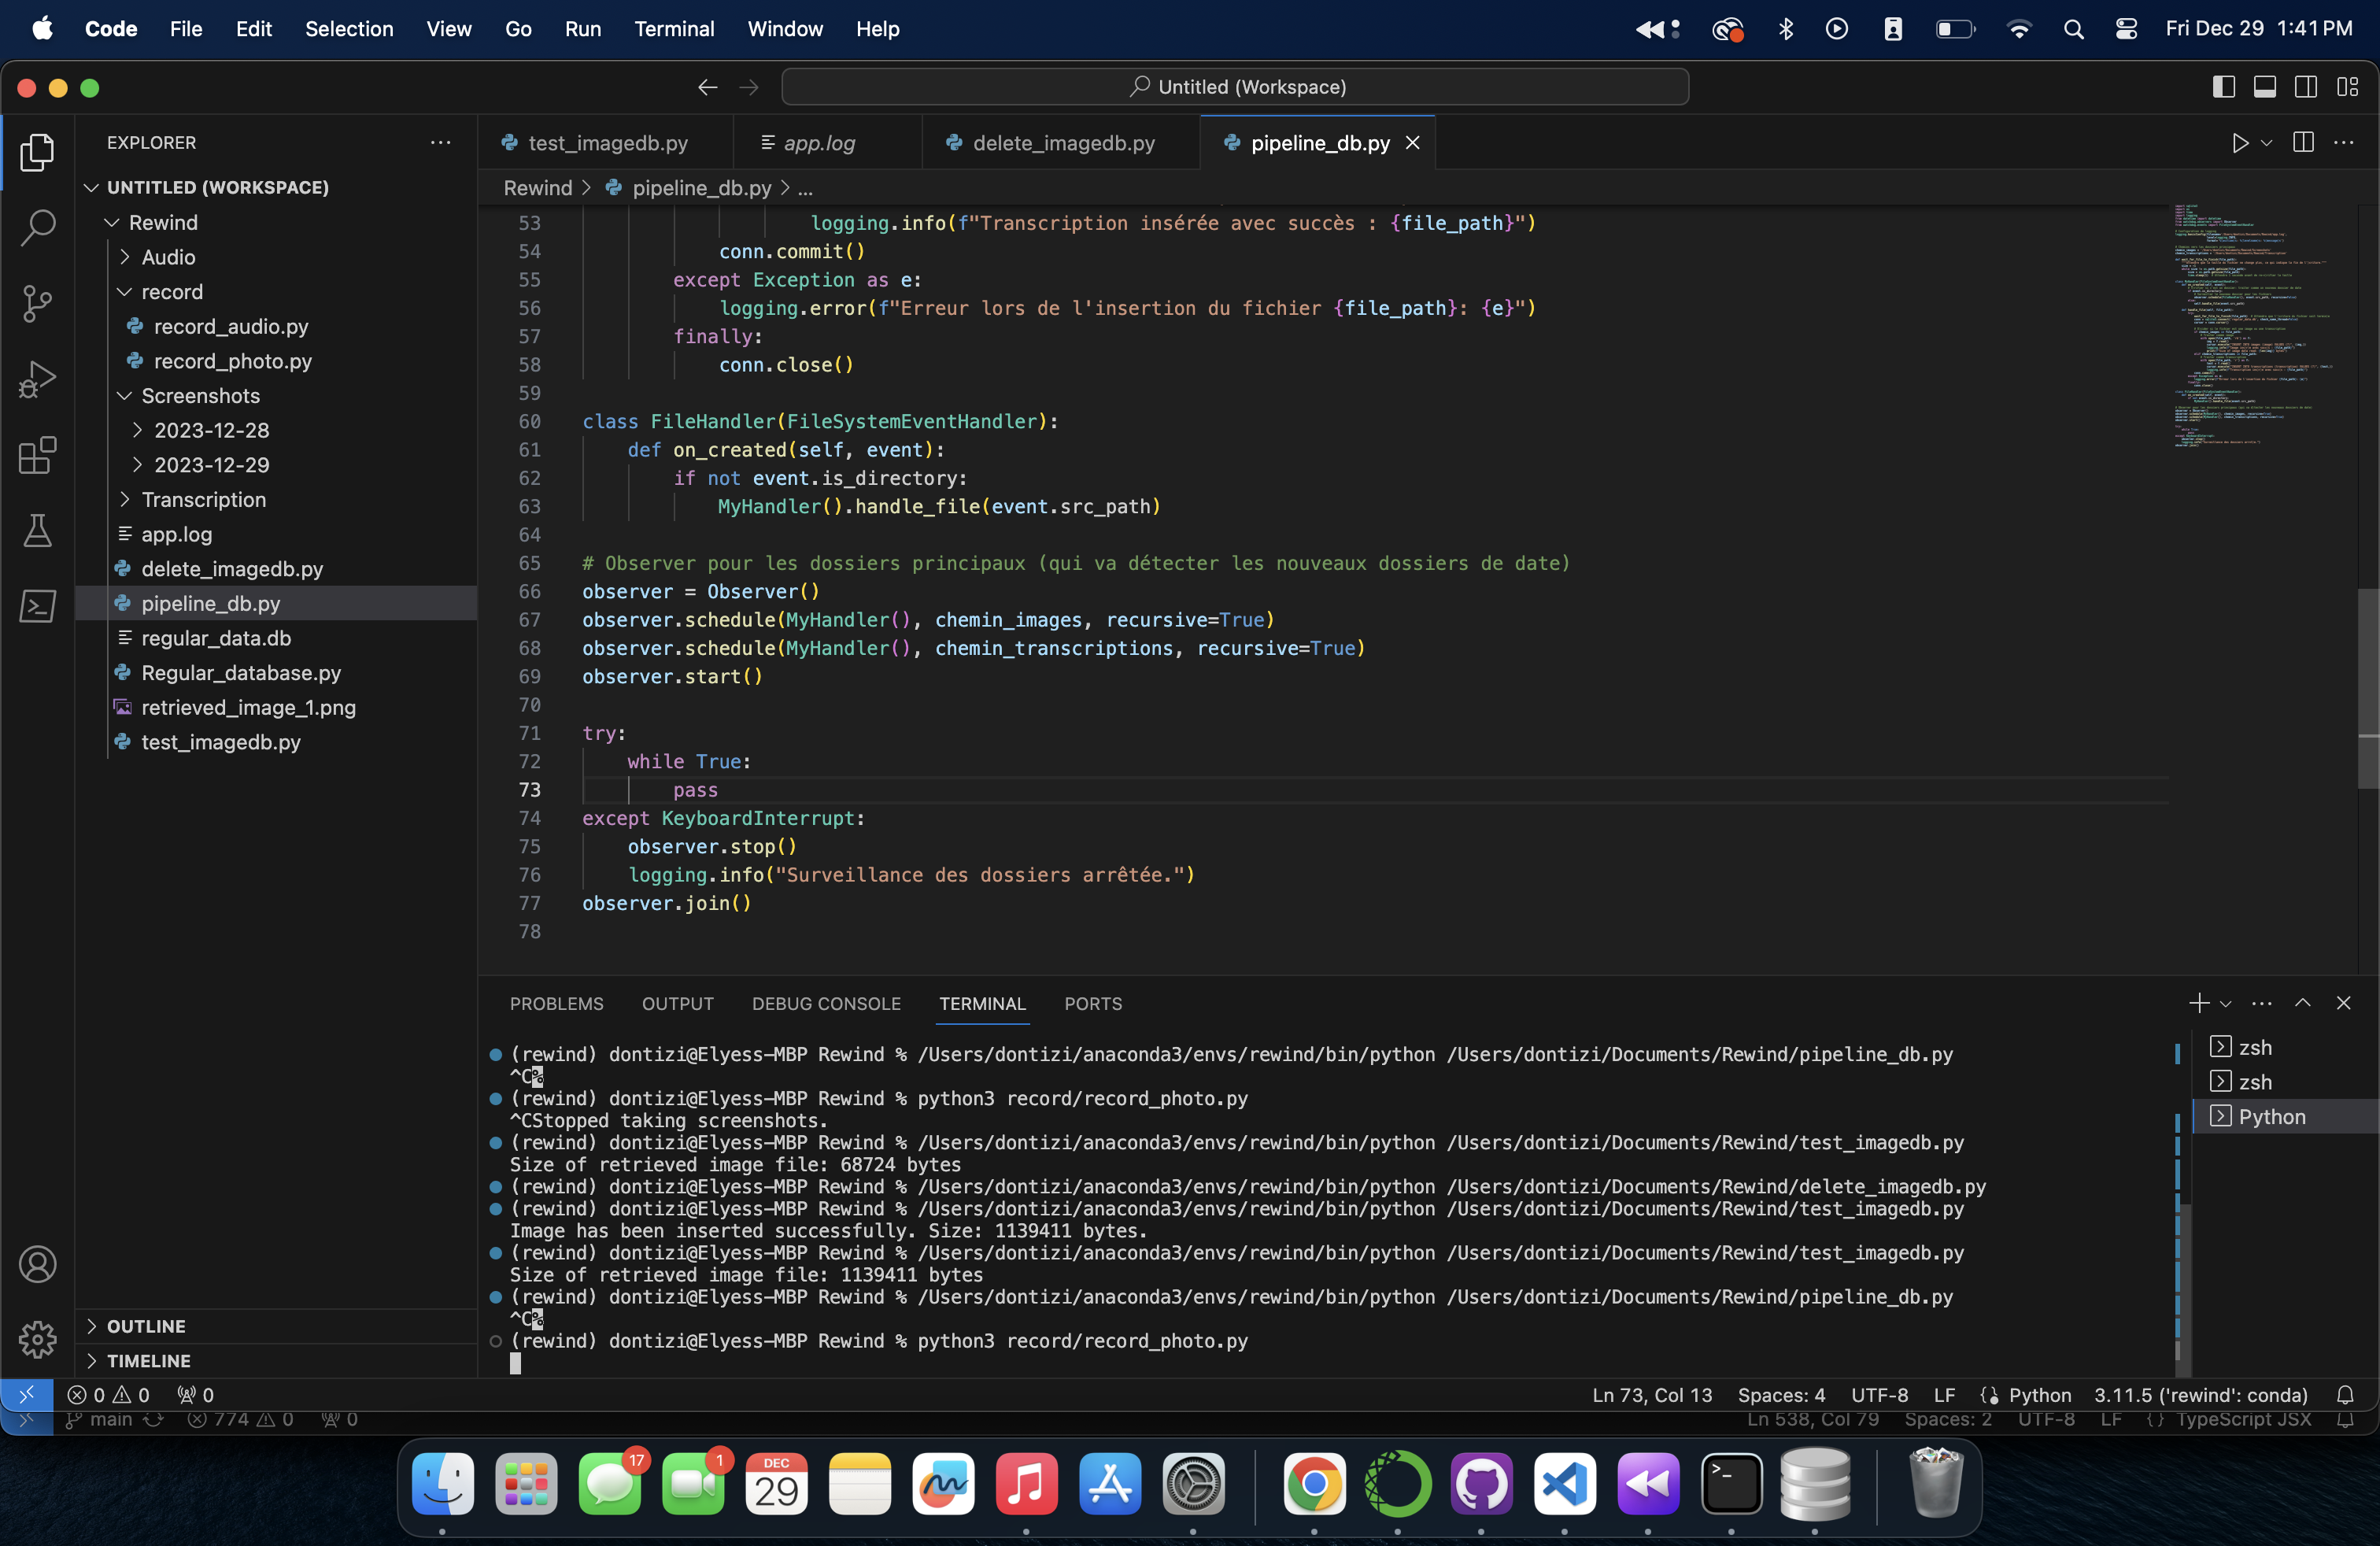 Code File Edit Selection View Go Run Terminal Window Help Fri Dec 29 1:41 PM
Untitled (Workspace)
EXPLORER
UNTITLED (WORKSPACE)
Rewind
Audio
record
record_audio.py
record_photo.py
Screenshots
2023-12-28
2023-12-29
Transcription
app.log
delete_imagedb.py
pipeline_db.py
regular_data.db
Regular_database.py
retrieved_image_1.png
test_imagedb.py
OUTLINE
TIMELINE
test_imagedb.py app.log delete_imagedb.py pipeline_db.py
Rewind > pipeline_db.py > ...
53 logging.info(f"Transcription insérée avec succès : {file_path}")
54 conn.commit()
55 except Exception as e:
56 logging.error(f"Erreur lors de l'insertion du fichier {file_path}: {e}")
57 finally:
58 conn.close()
59
60 class FileHandler(FileSystemEventHandler):
61 def on_created(self, event):
62 if not event.is_directory:
63 MyHandler().handle_file(event.src_path)
64
65 # Observer pour les dossiers principaux (qui va détecter les nouveaux dossiers de date)
66 observer = Observer()
67 observer.schedule(MyHandler(), chemin_images, recursive=True)
68 observer.schedule(MyHandler(), chemin_transcriptions, recursive=True)
69 observer.start()
70
71 try:
72 while True:
73 pass
74 except KeyboardInterrupt:
75 observer.stop()
76 logging.info("Surveillance des dossiers arrêtée.")
77 observer.join()
78
PROBLEMS OUTPUT DEBUG CONSOLE TERMINAL PORTS
(rewind) dontizi@Elyess-MBP Rewind % /Users/dontizi/anaconda3/envs/rewind/bin/python /Users/dontizi/Documents/Rewind/pipeline_db.py
^C%
(rewind) dontizi@Elyess-MBP Rewind % python3 record/record_photo.py
^CStopped taking screenshots.
(rewind) dontizi@Elyess-MBP Rewind % /Users/dontizi/anaconda3/envs/rewind/bin/python /Users/dontizi/Documents/Rewind/test_imagedb.py
Size of retrieved image file: 68724 bytes
(rewind) dontizi@Elyess-MBP Rewind % /Users/dontizi/anaconda3/envs/rewind/bin/python /Users/dontizi/Documents/Rewind/delete_imagedb.py
(rewind) dontizi@Elyess-MBP Rewind % /Users/dontizi/anaconda3/envs/rewind/bin/python /Users/dontizi/Documents/Rewind/test_imagedb.py
Image has been inserted successfully. Size: 1139411 bytes.
(rewind) dontizi@Elyess-MBP Rewind % /Users/dontizi/anaconda3/envs/rewind/bin/python /Users/dontizi/Documents/Rewind/test_imagedb.py
Size of retrieved image file: 1139411 bytes
(rewind) dontizi@Elyess-MBP Rewind % /Users/dontizi/anaconda3/envs/rewind/bin/python /Users/dontizi/Documents/Rewind/pipeline_db.py
^C%
(rewind) dontizi@Elyess-MBP Rewind % python3 record/record_photo.py
zsh
zsh
Python
0 0 0 Ln 73, Col 13 Spaces: 4 UTF-8 LF Python 3.11.5 ('rewind': conda)
main 774 0 0 Ln 538, Col 79 Spaces: 2 UTF-8 LF {} TypeScript JSX
17
1
DEC
29